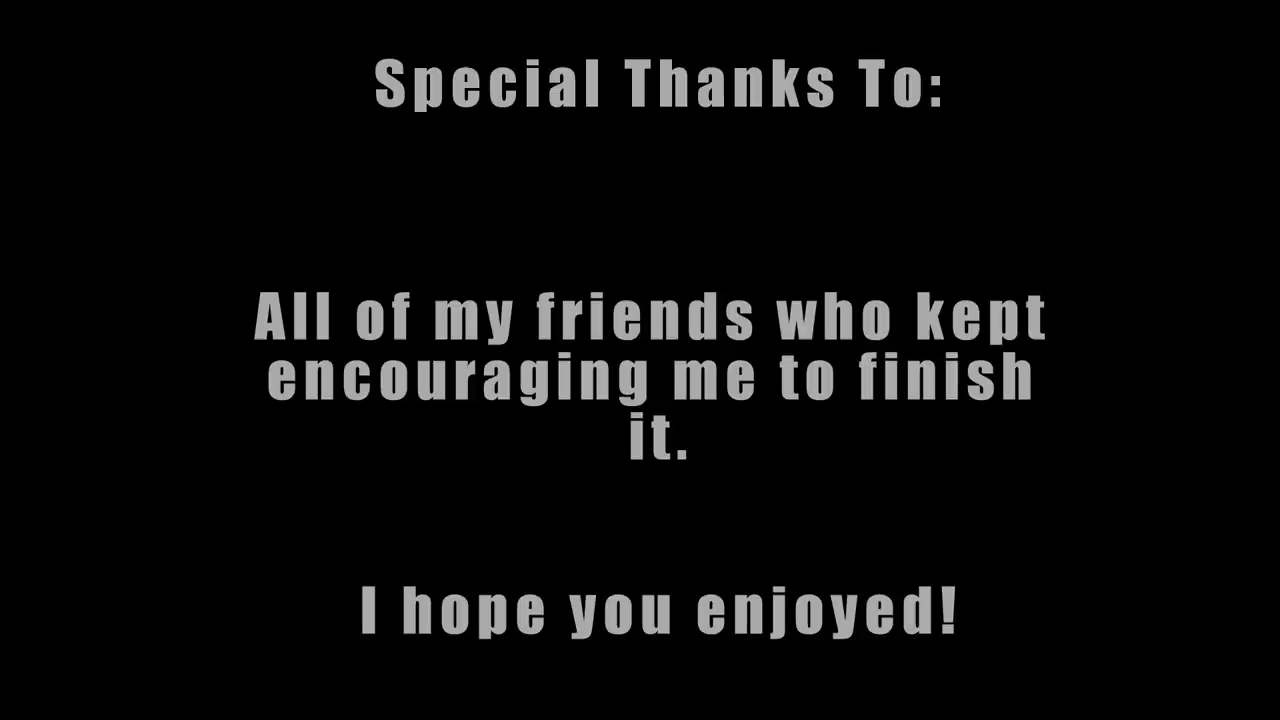 Special Thanks To:
All of my friends who kept
encouraging me to finish
it.
I hope you enjoyed!